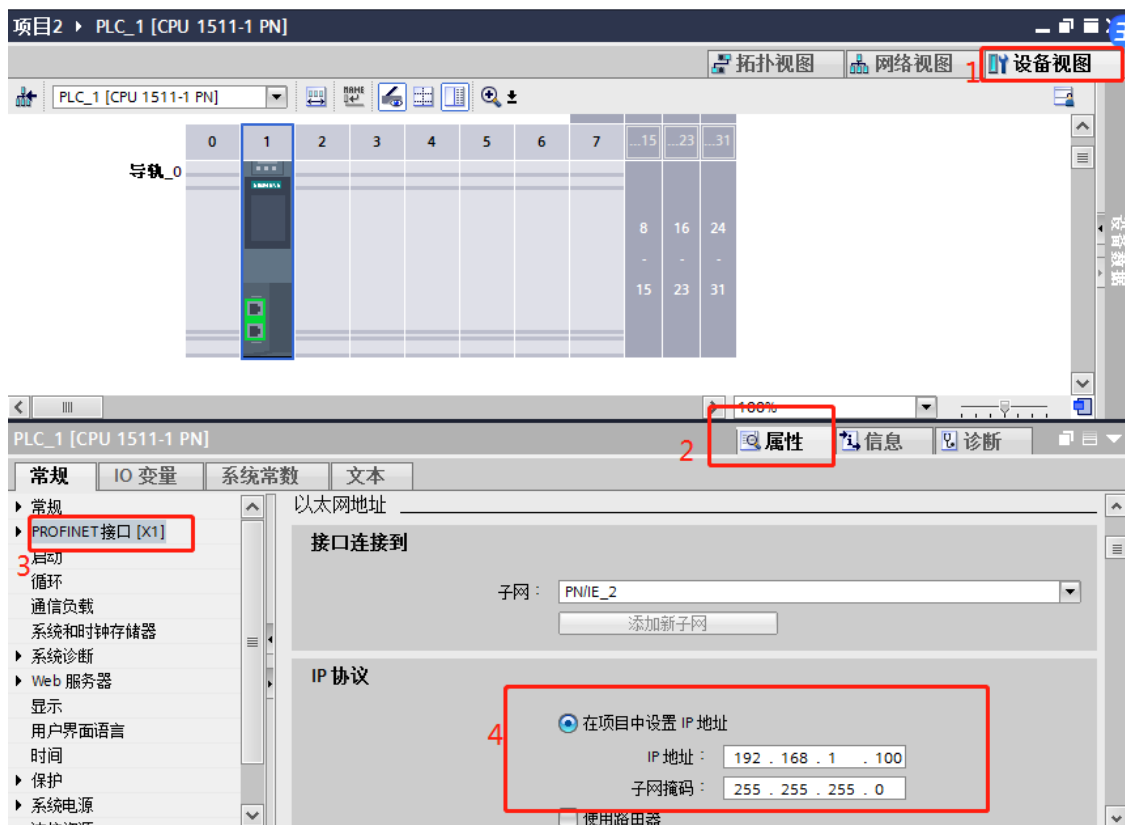 项目2 ▸ PLC_1 [CPU 1511-1 PN]
拓扑视图 网络视图 1 设备视图
PLC_1 [CPU 1511-1 PN]
0 1 2 3 4 5 6 7 ...15 ...23 ...31
导轨_0
SIEMENS
8 16 24
- - -
15 23 31
设备数据
100%
PLC_1 [CPU 1511-1 PN]
2 属性 信息 诊断
常规 IO 变量 系统常数 文本
常规
PROFINET接口 [X1]
3
启动
循环
通信负载
系统和时钟存储器
系统诊断
Web 服务器
显示
用户界面语言
时间
保护
系统电源
以太网地址
接口连接到
子网: PN/IE_2
添加新子网
IP 协议
4
在项目中设置 IP 地址
IP 地址: 192 . 168 . 1 . 100
子网掩码: 255 . 255 . 255 . 0
使用路由器